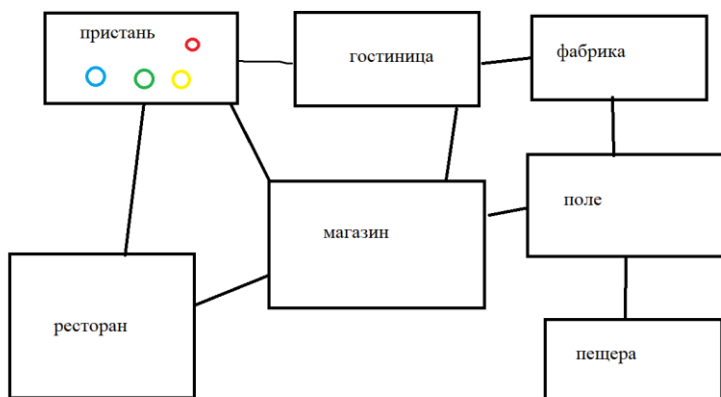 пристань
гостиница
фабрика
магазин
поле
ресторан
пещера